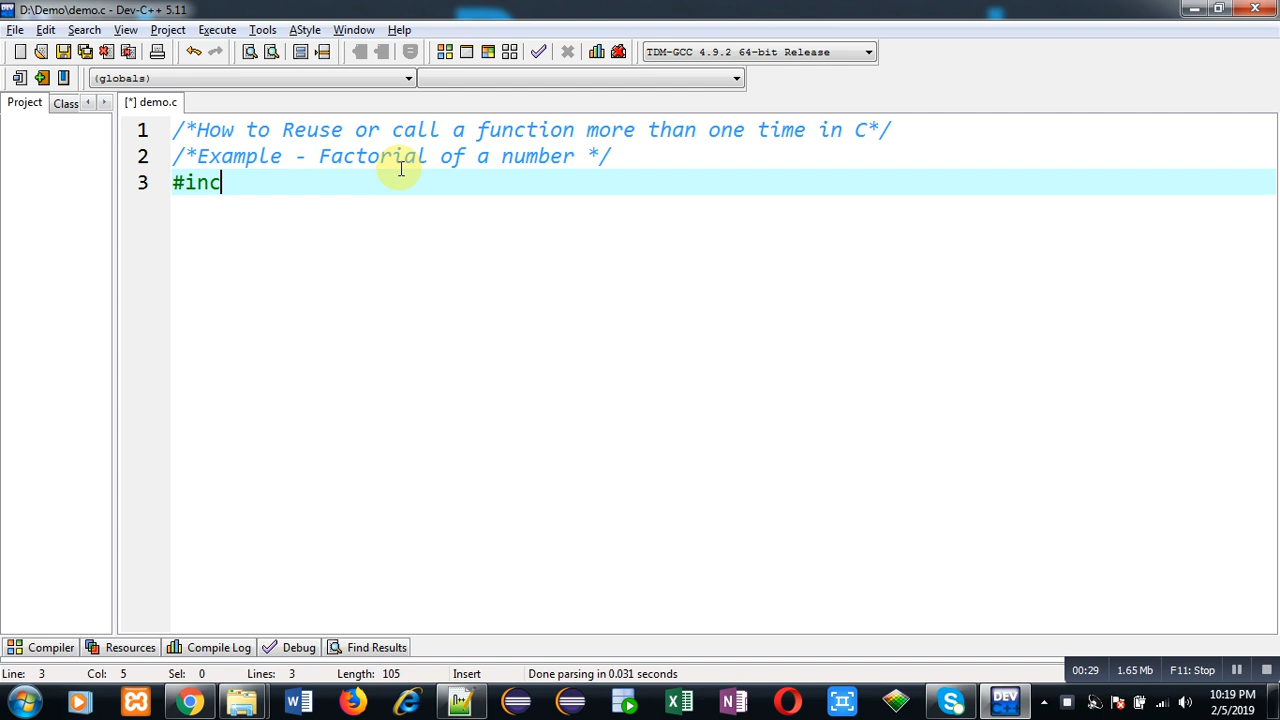 D:\Demo\demo.c - Dev-C++ 5.11
File Edit Search View Project Execute Tools AStyle Window Help
TDM-GCC 4.9.2 64-bit Release
(globals)
Project Class [*] demo.c
1 /*How to Reuse or call a function more than one time in C*/
2 /*Example - Factorial of a number */
3 #inc
Compiler Resources Compile Log Debug Find Results
Line: 3 Col: 5 Sel: 0 Lines: 3 Length: 105 Insert Done parsing in 0.031 seconds 00:29 1.65 Mb F11: Stop
DEV
10:19 PM
2/5/2019